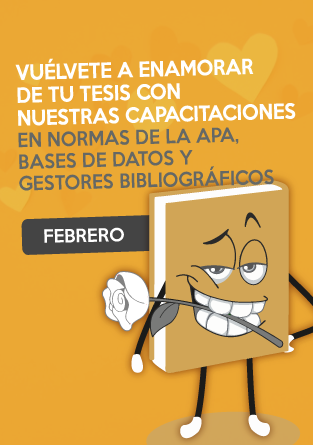 VUÉLVETE A ENAMORAR
DE TU TESIS CON
NUESTRAS CAPACITACIONES
EN NORMAS DE LA APA,
BASES DE DATOS Y
GESTORES BIBLIOGRÁFICOS
FEBRERO